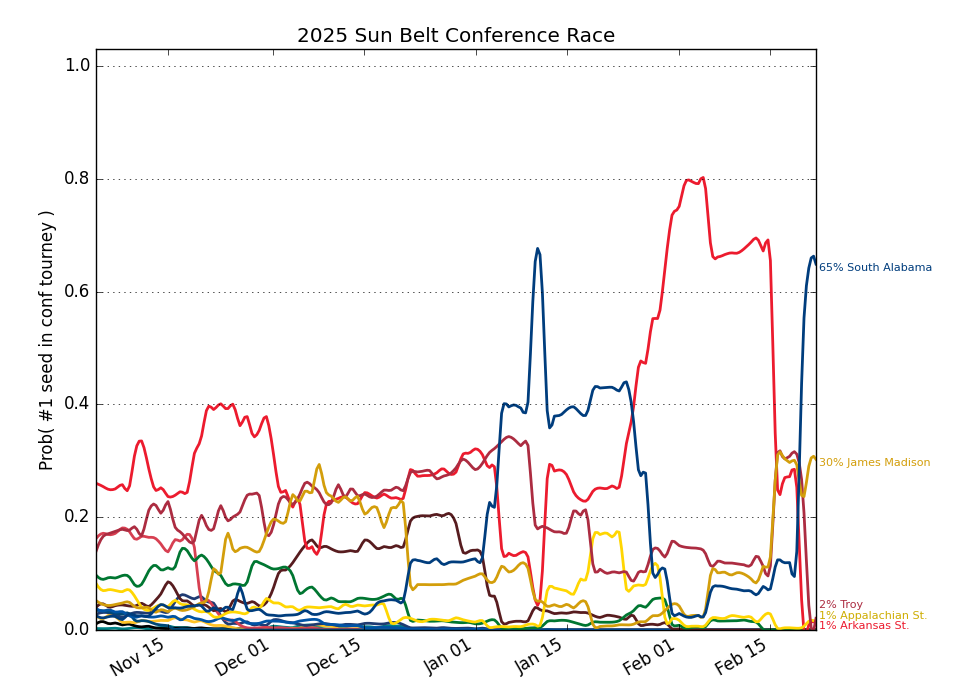 2025 Sun Belt Conference Race
1.0
0.8
0.6
0.4
0.2
0.0
Prob( #1 seed in conf tourney )
65% South Alabama
30% James Madison
2% Troy
1% Appalachian St.
1% Arkansas St.
Nov 15
Dec 01
Dec 15
Jan 01
Jan 15
Feb 01
Feb 15